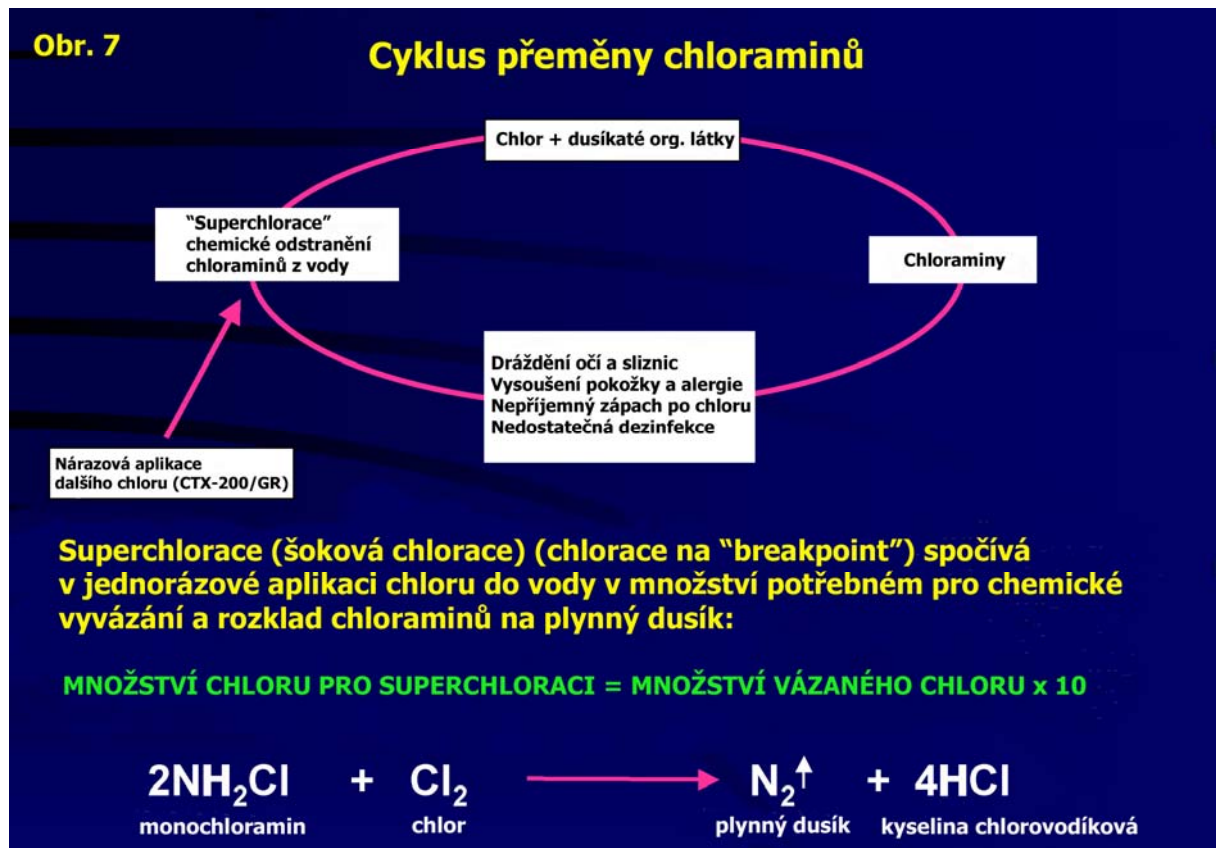 Obr. 7
Cyklus přeměny chloraminů
Chlor + dusíkaté org. látky
“Superchlorace”
chemické odstranění
chloraminů z vody
Chloraminy
Dráždění očí a sliznic
Vysoušení pokožky a alergie
Nepříjemný zápach po chloru
Nedostatečná dezinfekce
Nárazová aplikace
dalšího chloru (CTX-200/GR)
Superchlorace (šoková chlorace) (chlorace na “breakpoint”) spočívá
v jednorázové aplikaci chloru do vody v množství potřebném pro chemické
vyvázání a rozklad chloraminů na plynný dusík:
MNOŽSTVÍ CHLORU PRO SUPERCHLORACI = MNOŽSTVÍ VÁZANÉHO CHLORU x 10
2NH₂Cl + Cl₂ → N₂↑ + 4HCl
monochloramin chlor plynný dusík kyselina chlorovodíková